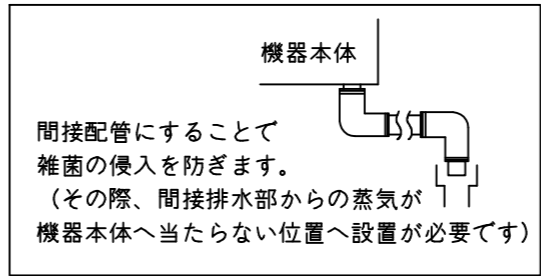 機器本体
間接配管にすることで
雑菌の侵入を防ぎます。
（その際、間接排水部からの蒸気が
機器本体へ当たらない位置へ設置が必要です）